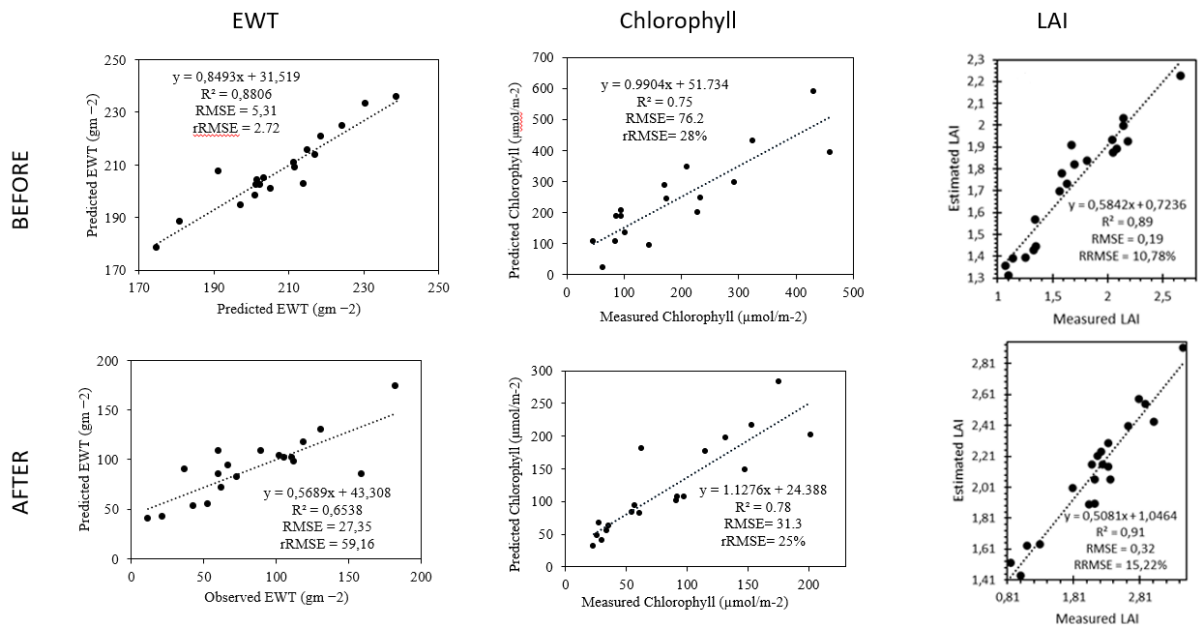 EWT
Chlorophyll
LAI
BEFORE
AFTER
Predicted EWT (gm −2)
250
230
210
190
170
y = 0,8493x + 31,519
R² = 0,8806
RMSE = 5,31
rRMSE = 2.72
170 190 210 230 250
Predicted EWT (gm −2)
Predicted Chlorophyll (µmol/m-2)
700
600
500
400
300
200
100
0
y = 0.9904x + 51.734
R² = 0.75
RMSE = 76.2
rRMSE= 28%
0 100 200 300 400 500
Measured Chlorophyll (µmol/m-2)
Estimated LAI
2,3
2,2
2,1
2
1,9
1,8
1,7
1,6
1,5
1,4
1,3
y = 0,5842x + 0,7236
R² = 0,89
RMSE = 0,19
RRMSE = 10,78%
1 1,5 2 2,5
Measured LAI
Predicted EWT (gm −2)
200
150
100
50
0
y = 0,5689x + 43,308
R² = 0,6538
RMSE = 27,35
rRMSE = 59,16
0 50 100 150 200
Observed EWT (gm −2)
Predicted Chlorophyll (µmol/m-2)
300
250
200
150
100
50
0
y = 1.1276x + 24.388
R² = 0.78
RMSE = 31.3
rRMSE= 25%
0 50 100 150 200
Measured Chlorophyll (µmol/m-2)
Estimated LAI
2,81
2,61
2,41
2,21
2,01
1,81
1,61
1,41
y = 0,5081x + 1,0464
R² = 0,91
RMSE = 0,32
RRMSE = 15,22%
0,81 1,81 2,81
Measured LAI